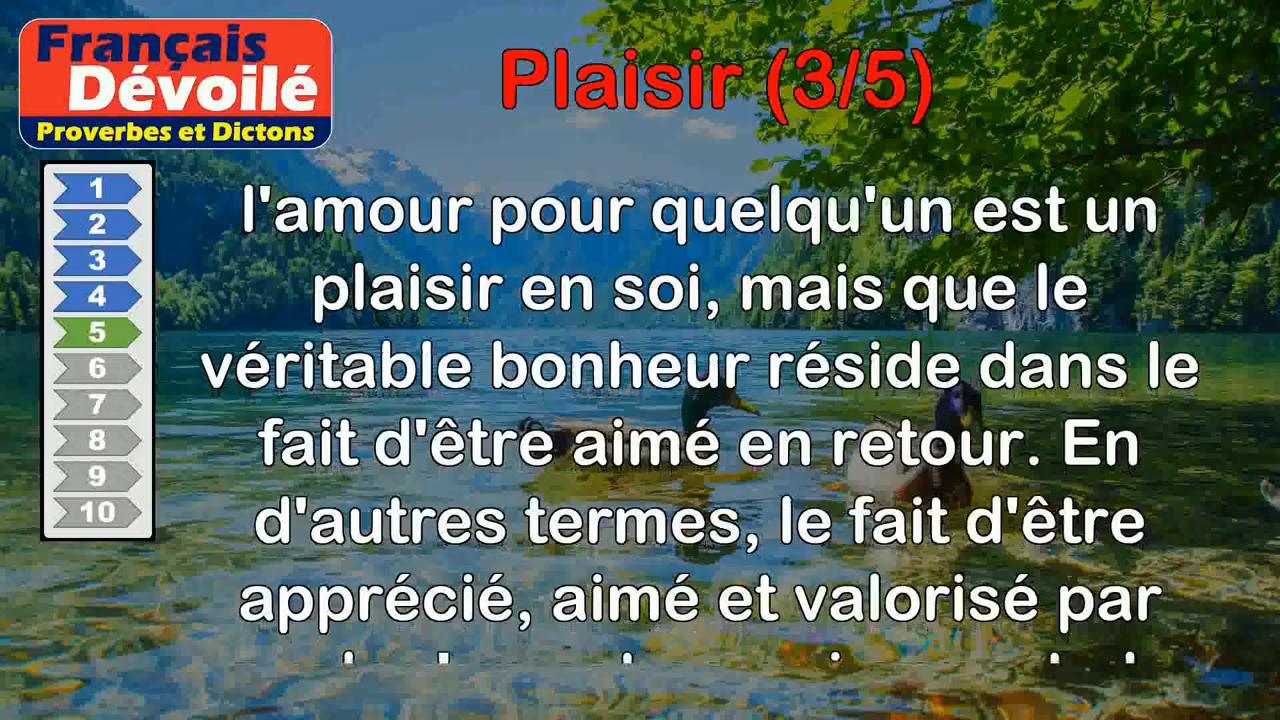 Français
Dévoilé
Proverbes et Dictons
Plaisir (3/5)
1
2
3
4
5
6
7
8
9
10
l'amour pour quelqu'un est un
plaisir en soi, mais que le
véritable bonheur réside dans le
fait d'être aimé en retour. En
d'autres termes, le fait d'être
apprécié, aimé et valorisé par